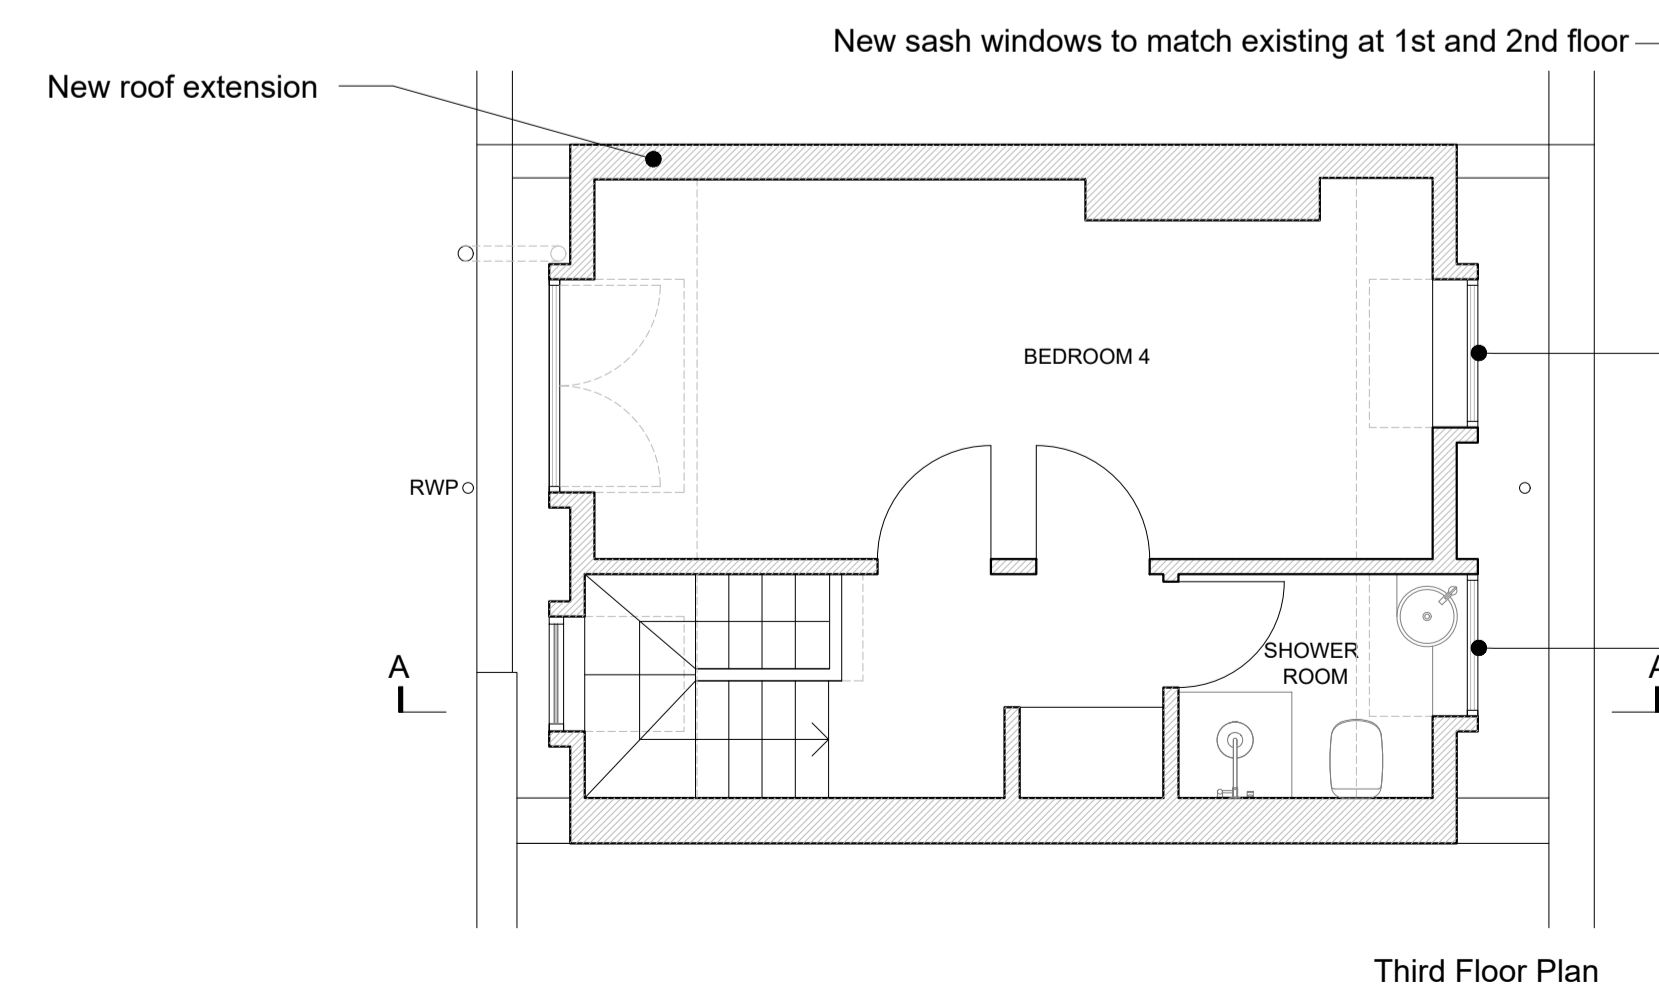 New sash windows to match existing at 1st and 2nd floor
New roof extension
BEDROOM 4
RWP
SHOWER
ROOM
A
A
Third Floor Plan